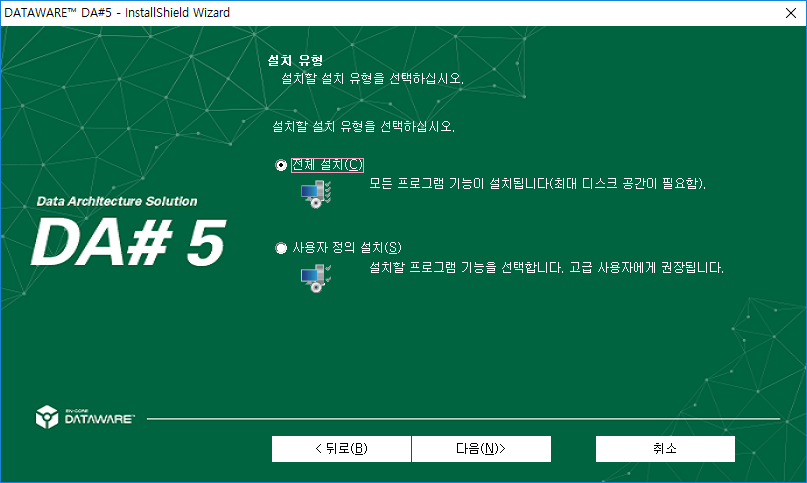 DATAWARE™ DA#5 - InstallShield Wizard
설치 유형
설치할 설치 유형을 선택하십시오.
설치할 설치 유형을 선택하십시오.
전체 설치(C)
모든 프로그램 기능이 설치됩니다(최대 디스크 공간이 필요함).
Data Architecture Solution
DA# 5
사용자 정의 설치(S)
설치할 프로그램 기능을 선택합니다. 고급 사용자에게 권장됩니다.
EN-CORE
DATAWARE™
< 뒤로(B)
다음(N)>
취소